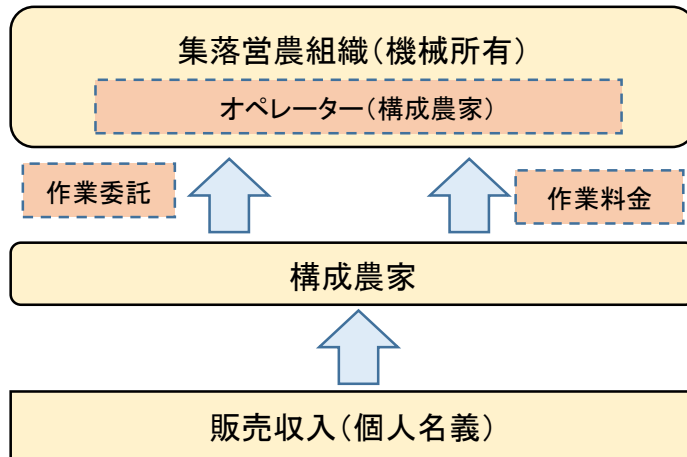 集落営農組織（機械所有）
オペレーター（構成農家）
作業委託
作業料金
構成農家
販売収入（個人名義）